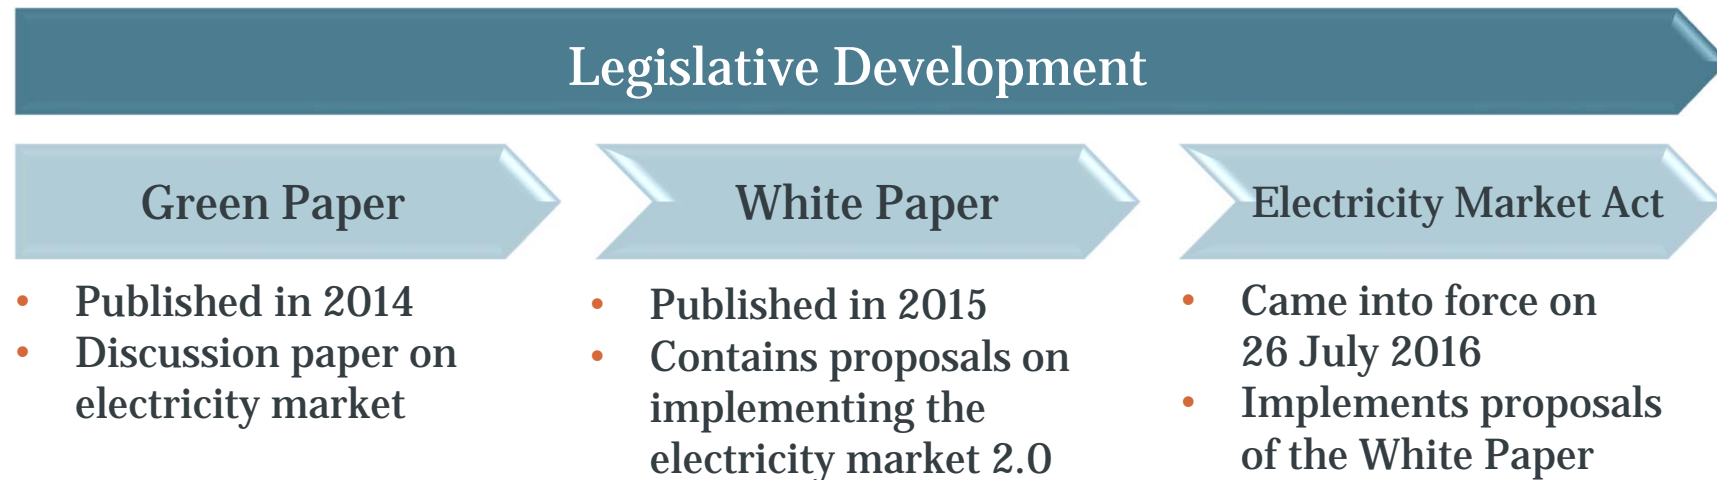 Legislative Development
Green Paper
White Paper
Electricity Market Act
• Published in 2014
• Discussion paper on
electricity market
• Published in 2015
• Contains proposals on
implementing the
electricity market 2.0
• Came into force on
26 July 2016
• Implements proposals
of the White Paper